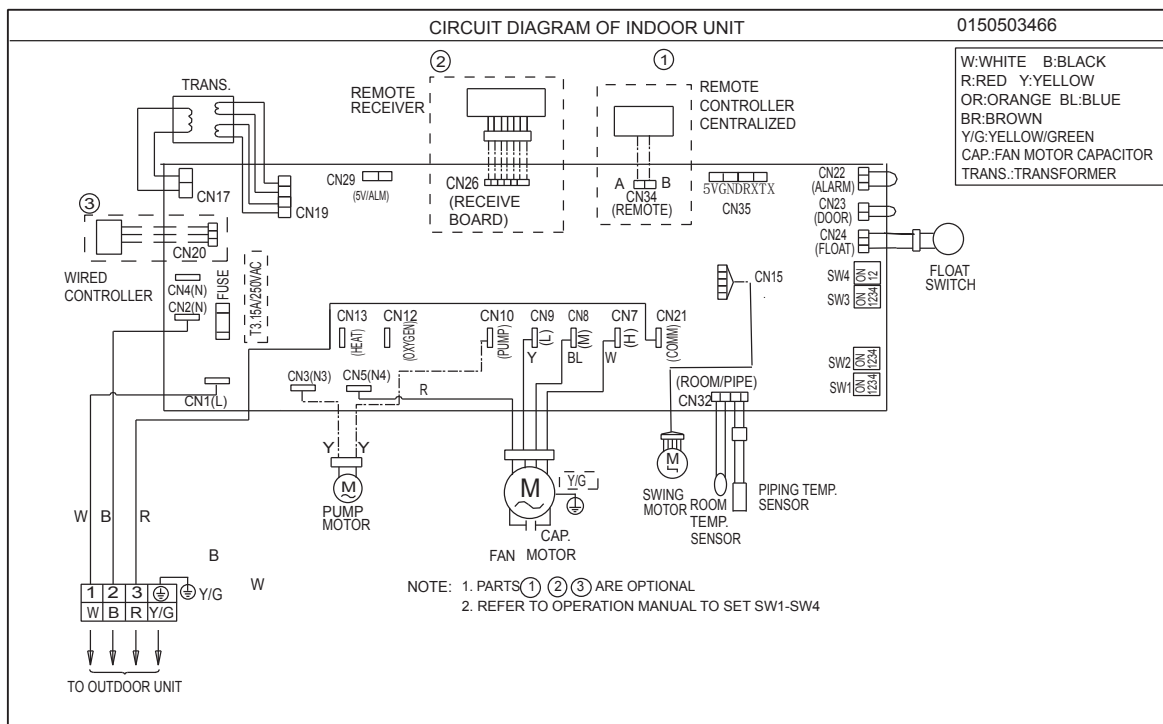 CIRCUIT DIAGRAM OF INDOOR UNIT
0150503466
W:WHITE B:BLACK
R:RED Y:YELLOW
OR:ORANGE BL:BLUE
BR:BROWN
Y/G:YELLOW/GREEN
CAP.:FAN MOTOR CAPACITOR
TRANS.:TRANSFORMER
TRANS.
REMOTE
RECEIVER
②
①
REMOTE
CONTROLLER
CENTRALIZED
CN17
CN19
CN29
(5V/ALM)
CN26
(RECEIVE
BOARD)
A
B
CN34
(REMOTE)
5VGNDRXTX
CN35
CN22
(ALARM)
CN23
(DOOR)
CN24
(FLOAT)
FLOAT
SWITCH
③
CN20
WIRED
CONTROLLER
CN4(N)
CN2(N)
FUSE
T3.15A/250VAC
CN1(L)
CN13
(HEAT)
CN12
(OXYGEN)
CN10
(PUMP)
CN9
(L)
CN8
(M)
CN7
(H)
CN21
(COMM)
CN15
Y
BL
W
SW4
ON
12
SW3
ON
1234
SW2
ON
1234
SW1
ON
1234
CN3(N3)
CN5(N4)
R
(ROOM/PIPE)
CN32
Y
Y
M
PUMP
MOTOR
M
Y/G
CAP.
FAN MOTOR
M
SWING
MOTOR
ROOM
TEMP.
SENSOR
PIPING TEMP.
SENSOR
W
B
R
B
W
1 2 3
W B R Y/G
Y/G
TO OUTDOOR UNIT
NOTE: 1. PARTS ① ② ③ ARE OPTIONAL
2. REFER TO OPERATION MANUAL TO SET SW1-SW4